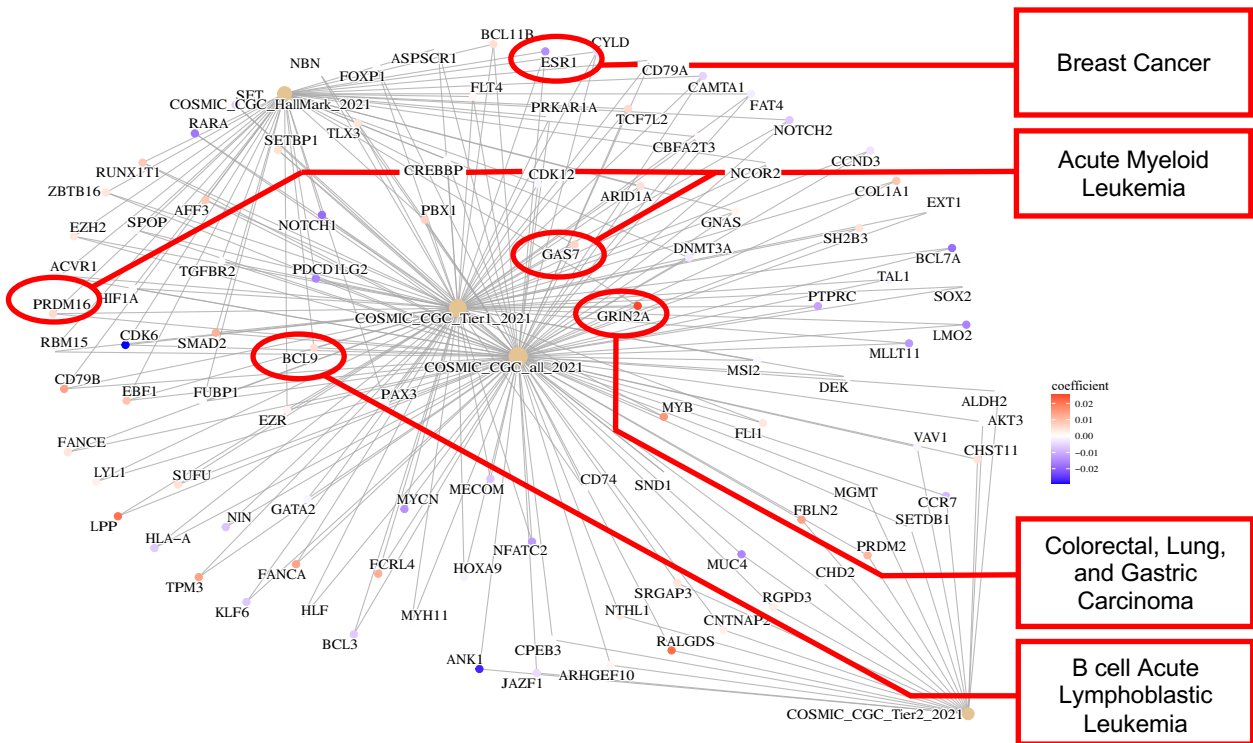 BCL11B
CYLD
ASPSCR1
ESR1
Breast Cancer
NBN
FOXP1
CD79A
FLT4
CAMTA1
COSMIC_CGC_HallMark_2021
PRKAR1A
FAT4
TCF7L2
RARA
TLX3
NOTCH2
SETBP1
CBFA2T3
Acute Myeloid
Leukemia
CCND3
RUNX1T1
CREBBP
CDK12
NCOR2
ZBTB16
COL1A1
ARID1A
AFF3
PBX1
EXT1
SPOP
GNAS
EZH2
NOTCH1
SH2B3
DNMT3A
GAS7
BCL7A
ACVR1
TGFBR2
PDCD1LG2
TAL1
PRDM16
HIF1A
SOX2
PTPRC
COSMIC_CGC_Tier1_2021
GRIN2A
CDK6
RBM15
SMAD2
LMO2
BCL9
MLLT11
COSMIC_CGC_all_2021
MSI2
CD79B
DEK
EBF1
FUBP1
PAX3
coefficient
0.02
0.01
0.00
−0.01
−0.02
ALDH2
MYB
EZR
AKT3
FLI1
VAV1
FANCE
CHST11
LYL1
SUFU
CD74
SND1
MECOM
MGMT
CCR7
MYCN
GATA2
FBLN2
LPP
NIN
SETDB1
HLA−A
NFATC2
PRDM2
Colorectal, Lung,
and Gastric
Carcinoma
MUC4
HOXA9
FCRL4
FANCA
CHD2
TPM3
SRGAP3
RGPD3
KLF6
HLF
MYH11
NTHL1
CNTNAP2
BCL3
CPEB3
RALGDS
ANK1
ARHGEF10
JAZF1
B cell Acute
Lymphoblastic
Leukemia
COSMIC_CGC_Tier2_2021